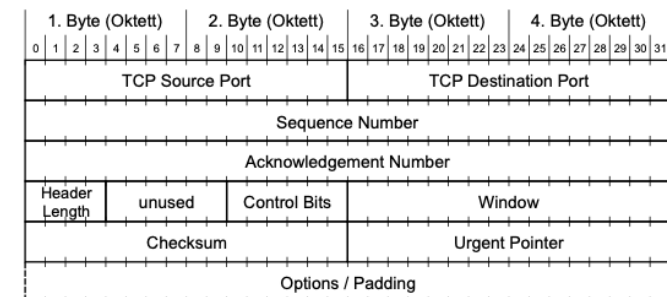 1. Byte (Oktett) 2. Byte (Oktett) 3. Byte (Oktett) 4. Byte (Oktett)
0 1 2 3 4 5 6 7 8 9 10 11 12 13 14 15 16 17 18 19 20 21 22 23 24 25 26 27 28 29 30 31
TCP Source Port TCP Destination Port
Sequence Number
Acknowledgement Number
Header
Length unused Control Bits Window
Checksum Urgent Pointer
Options / Padding